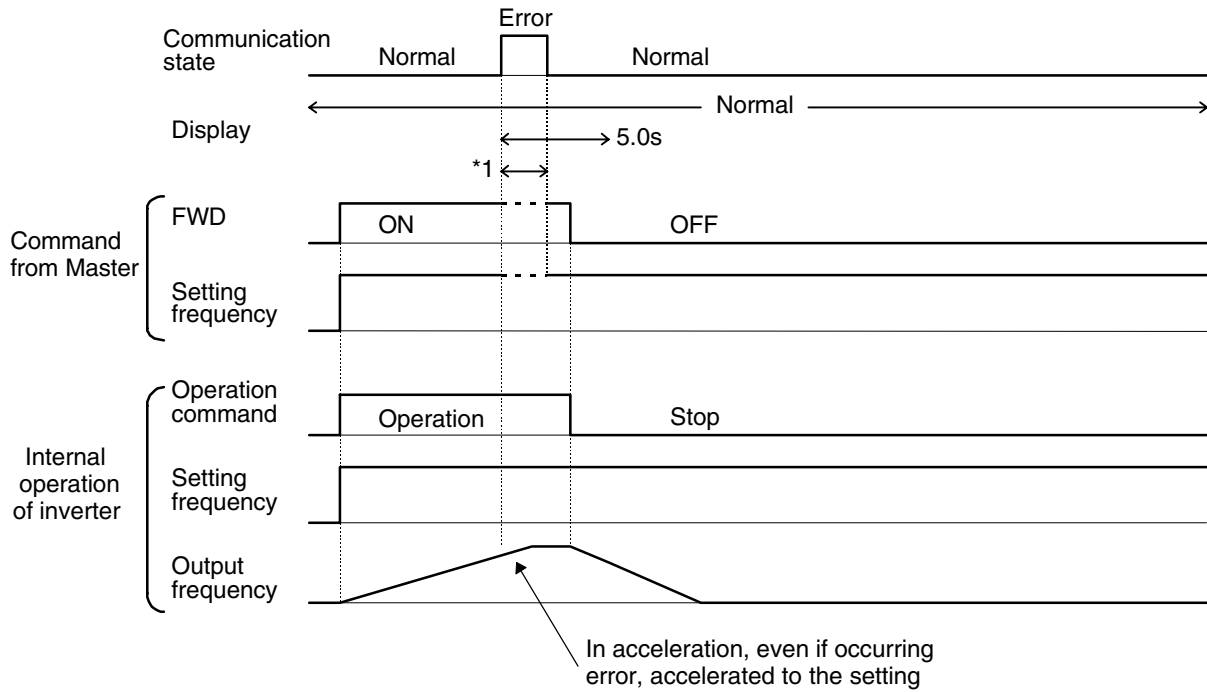 Error
Communication
state
Normal
Normal
Normal
Display
5.0s
*1
Command
from Master
FWD
ON
OFF
Setting
frequency
Internal
operation
of inverter
Operation
command
Operation
Stop
Setting
frequency
Output
frequency
In acceleration, even if occurring
error, accelerated to the setting